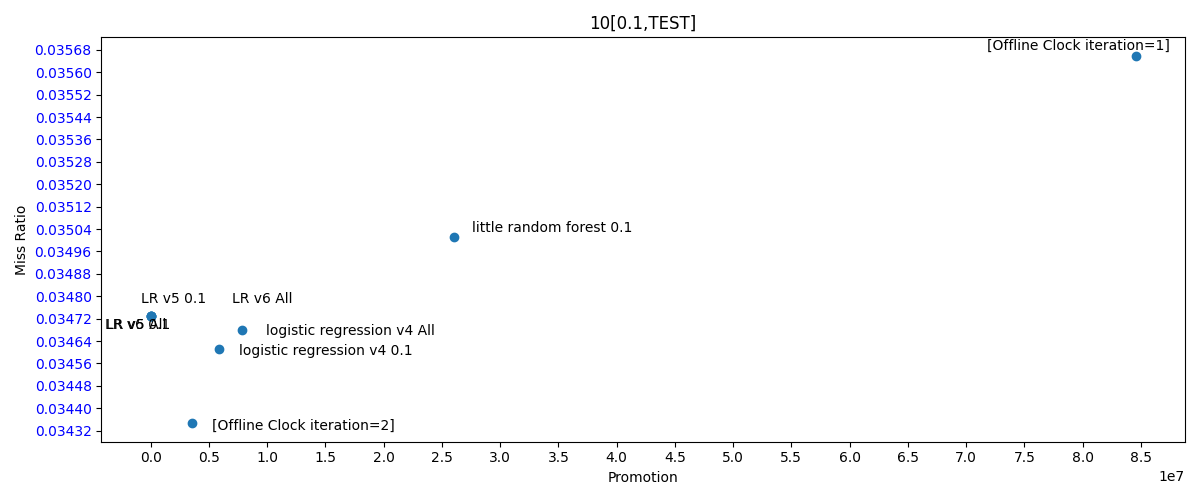 10[0.1,TEST]
0.03568
0.03560
0.03552
0.03544
0.03536
0.03528
0.03520
0.03512
0.03504
0.03496
0.03488
0.03480
0.03472
0.03464
0.03456
0.03448
0.03440
0.03432
Miss Ratio
[Offline Clock iteration=1]
little random forest 0.1
LR v5 0.1
LR v6 All
logistic regression v4 All
logistic regression v4 0.1
[Offline Clock iteration=2]
0.0 0.5 1.0 1.5 2.0 2.5 3.0 3.5 4.0 4.5 5.0 5.5 6.0 6.5 7.0 7.5 8.0 8.5
1e7
Promotion